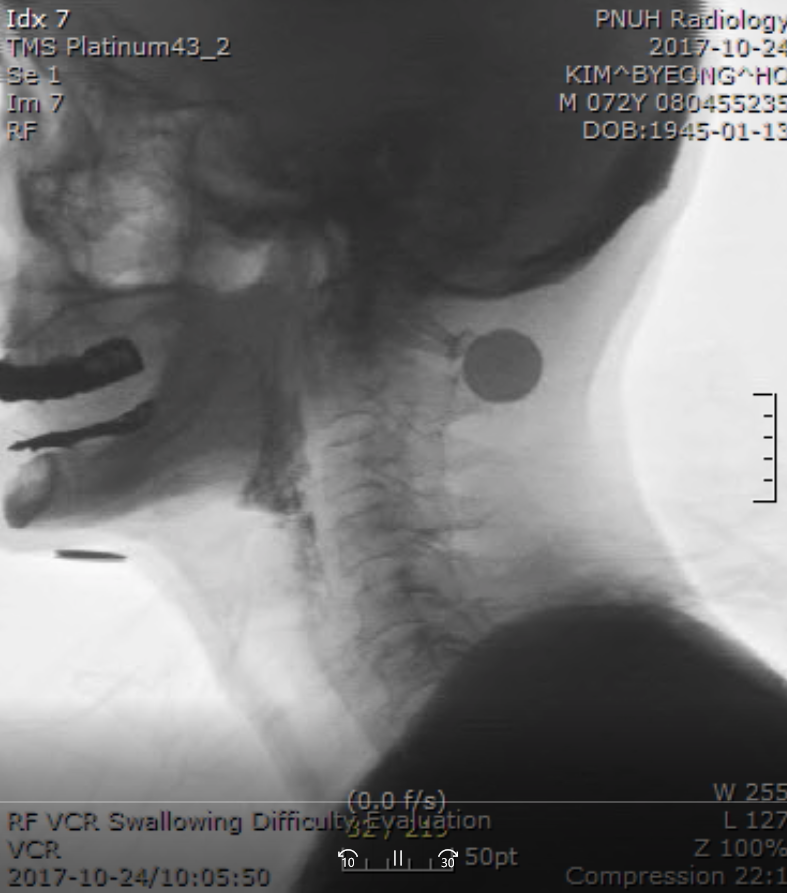 Idx 7
TMS Platinum43_2
Se 1
Im 7
RF
PNUH Radiology
2017-10-24
KIM^BYEONG^HO
M 072Y 080455235
DOB:1945-01-13
(0.0 f/s)
32 / 213
RF VCR Swallowing Difficulty Evaluation
VCR
2017-10-24/10:05:50
10
30
50pt
W 255
L 127
Z 100%
Compression 22:1